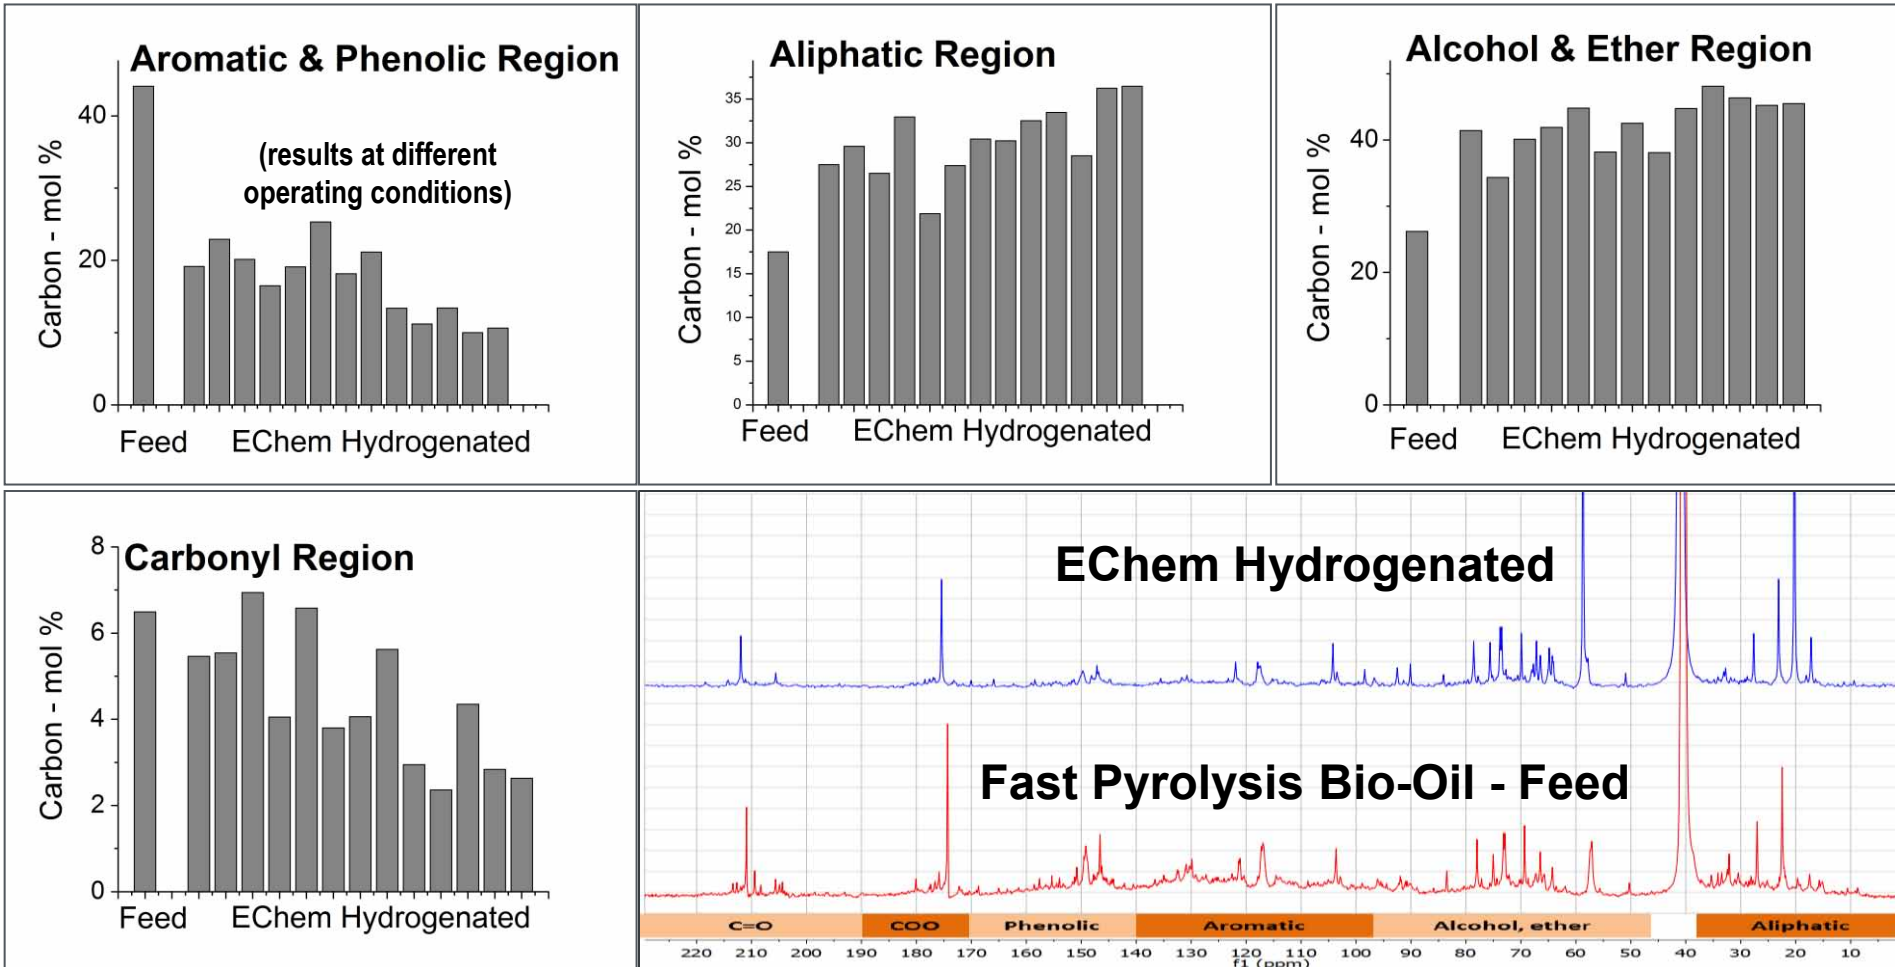 Aromatic & Phenolic Region
(results at different
operating conditions)
Carbon - mol %
40
20
0
Feed
EChem Hydrogenated
Aliphatic Region
Carbon - mol %
35
30
25
20
15
10
5
0
Feed
EChem Hydrogenated
Alcohol & Ether Region
Carbon - mol %
40
20
0
Feed
EChem Hydrogenated
Carbonyl Region
Carbon - mol %
8
6
4
2
0
Feed
EChem Hydrogenated
EChem Hydrogenated
Fast Pyrolysis Bio-Oil - Feed
C=O COO Phenolic Aromatic Alcohol, ether Aliphatic
220 210 200 190 180 170 160 150 140 130 120 110 100 90 80 70 60 50 40 30 20 10
f1 (ppm)